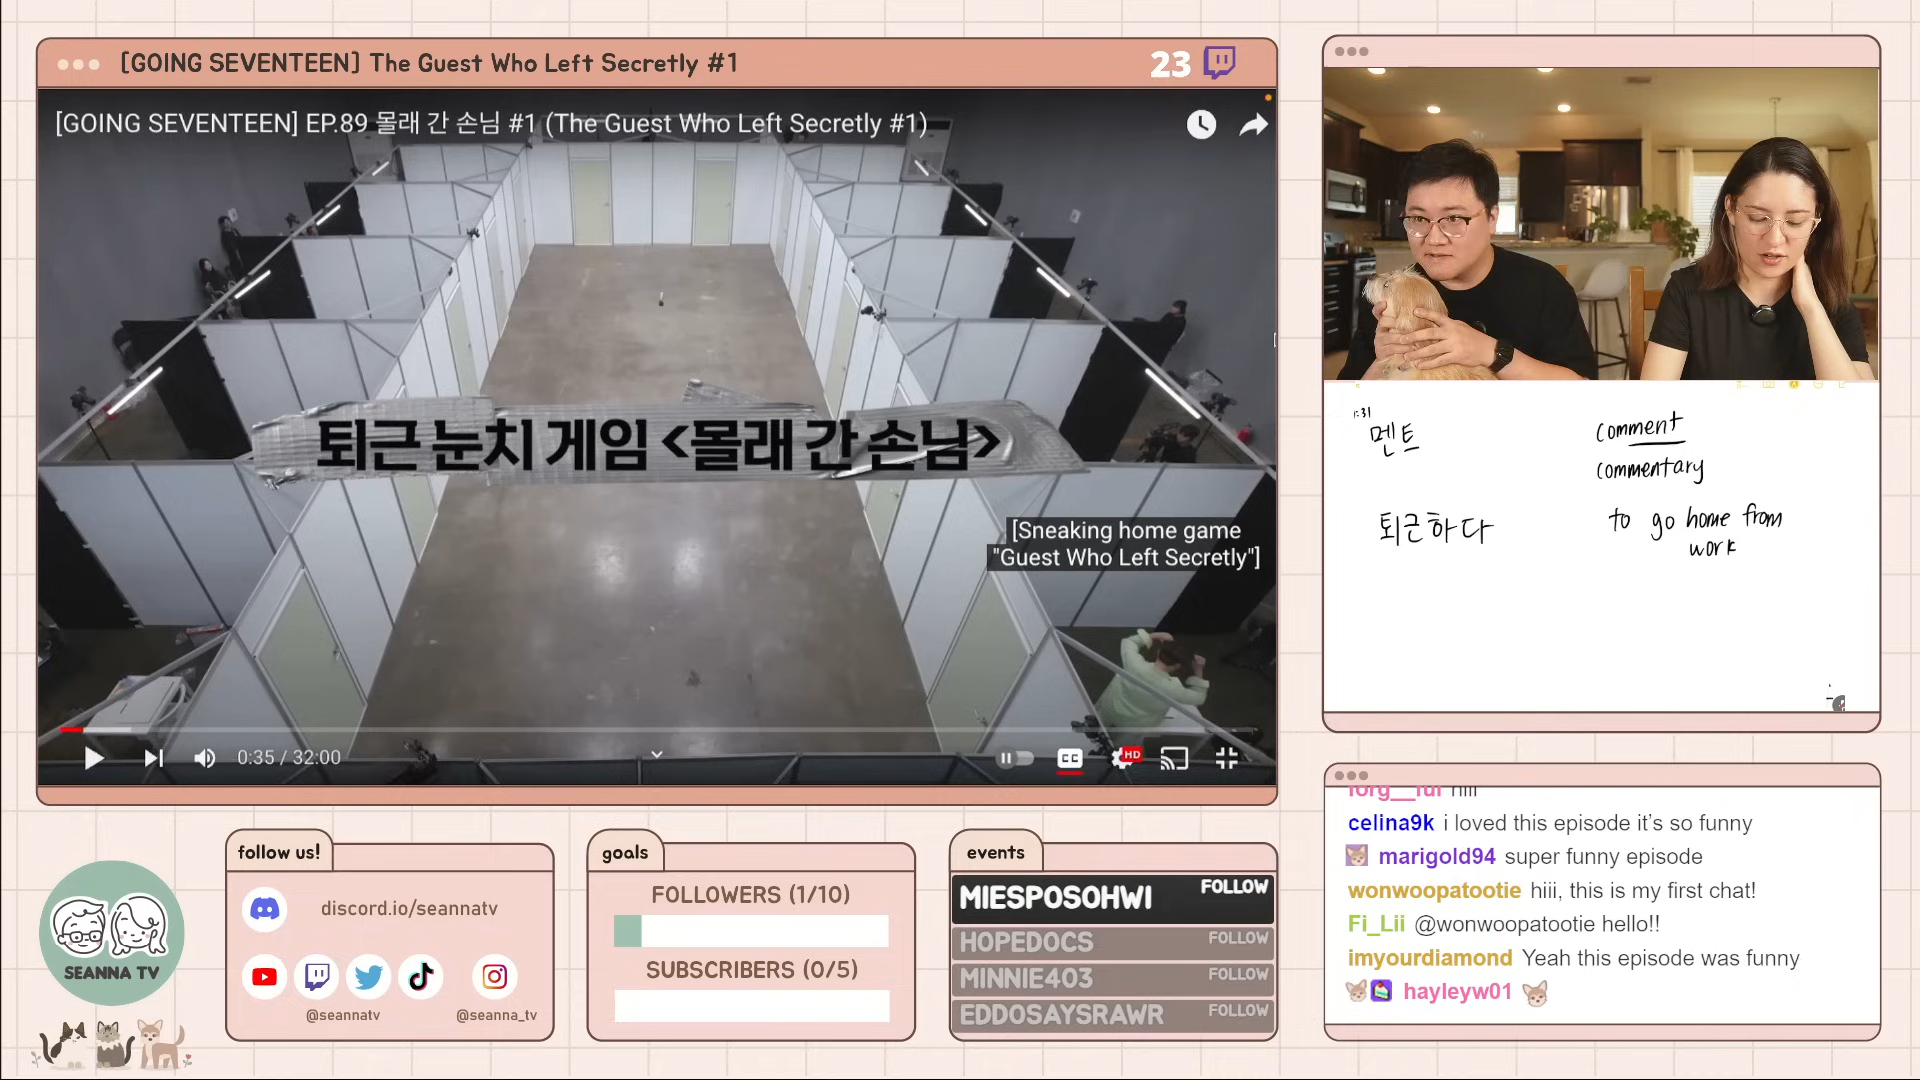 [GOING SEVENTEEN] The Guest Who Left Secretly #1
23
[GOING SEVENTEEN] EP.89 몰래 간 손님 #1 (The Guest Who Left Secretly #1)
퇴근 눈치 게임 <몰래 간 손님>
[Sneaking home game
"Guest Who Left Secretly"]
0:35 / 32:00
CC
HD
1:31
멘트
comment
commentary
퇴근하다
to go home from
work
hiii
celina9k i loved this episode it's so funny
marigold94 super funny episode
wonwoopatootie hiii, this is my first chat!
Fi_Lii @wonwoopatootie hello!!
imyourdiamond Yeah this episode was funny
hayleyw01
SEANNA TV
follow us!
discord.io/seannatv
@seannatv
@seanna_tv
goals
FOLLOWERS (1/10)
SUBSCRIBERS (0/5)
events
MIESPOSOHWI FOLLOW
HOPEDOCS FOLLOW
MINNIE403 FOLLOW
EDDOSAYSRAWR FOLLOW